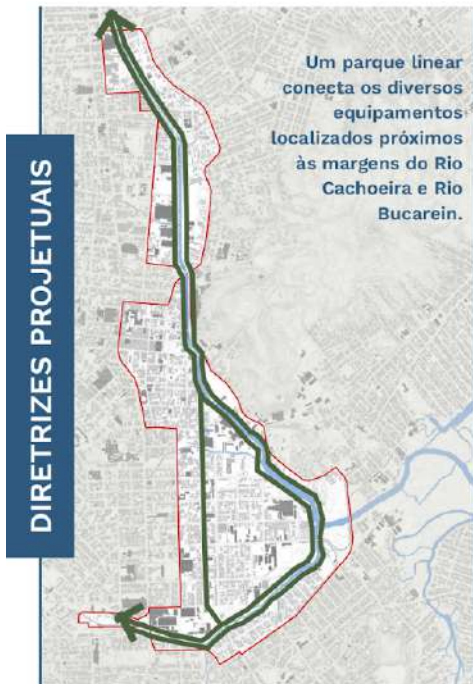 DIRETRIZES PROJETUAIS
Um parque linear
conecta os diversos
equipamentos
localizados próximos
às margens do Rio
Cachoeira e Rio
Bucarein.